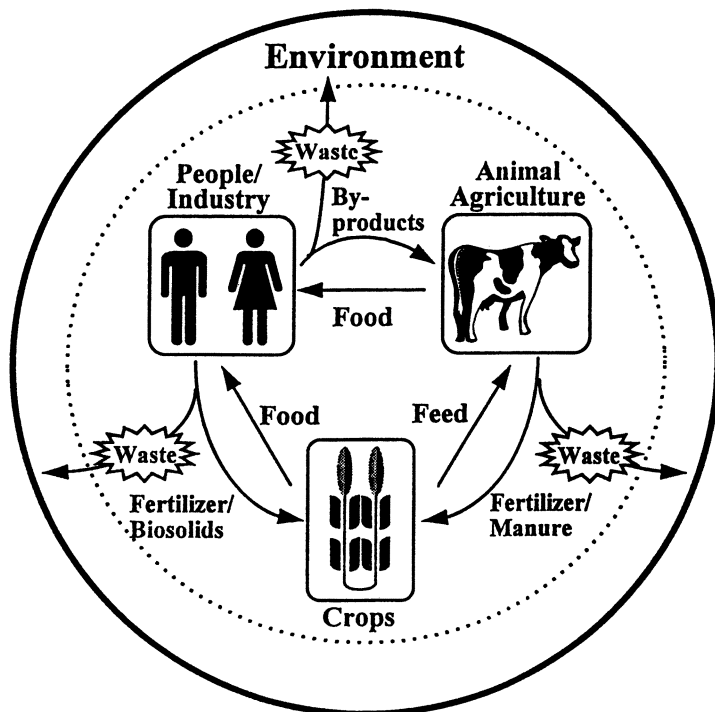 Environment
Waste
People/
Industry
By-
products
Animal
Agriculture
Food
Food
Feed
Waste
Waste
Fertilizer/
Biosolids
Fertilizer/
Manure
Crops